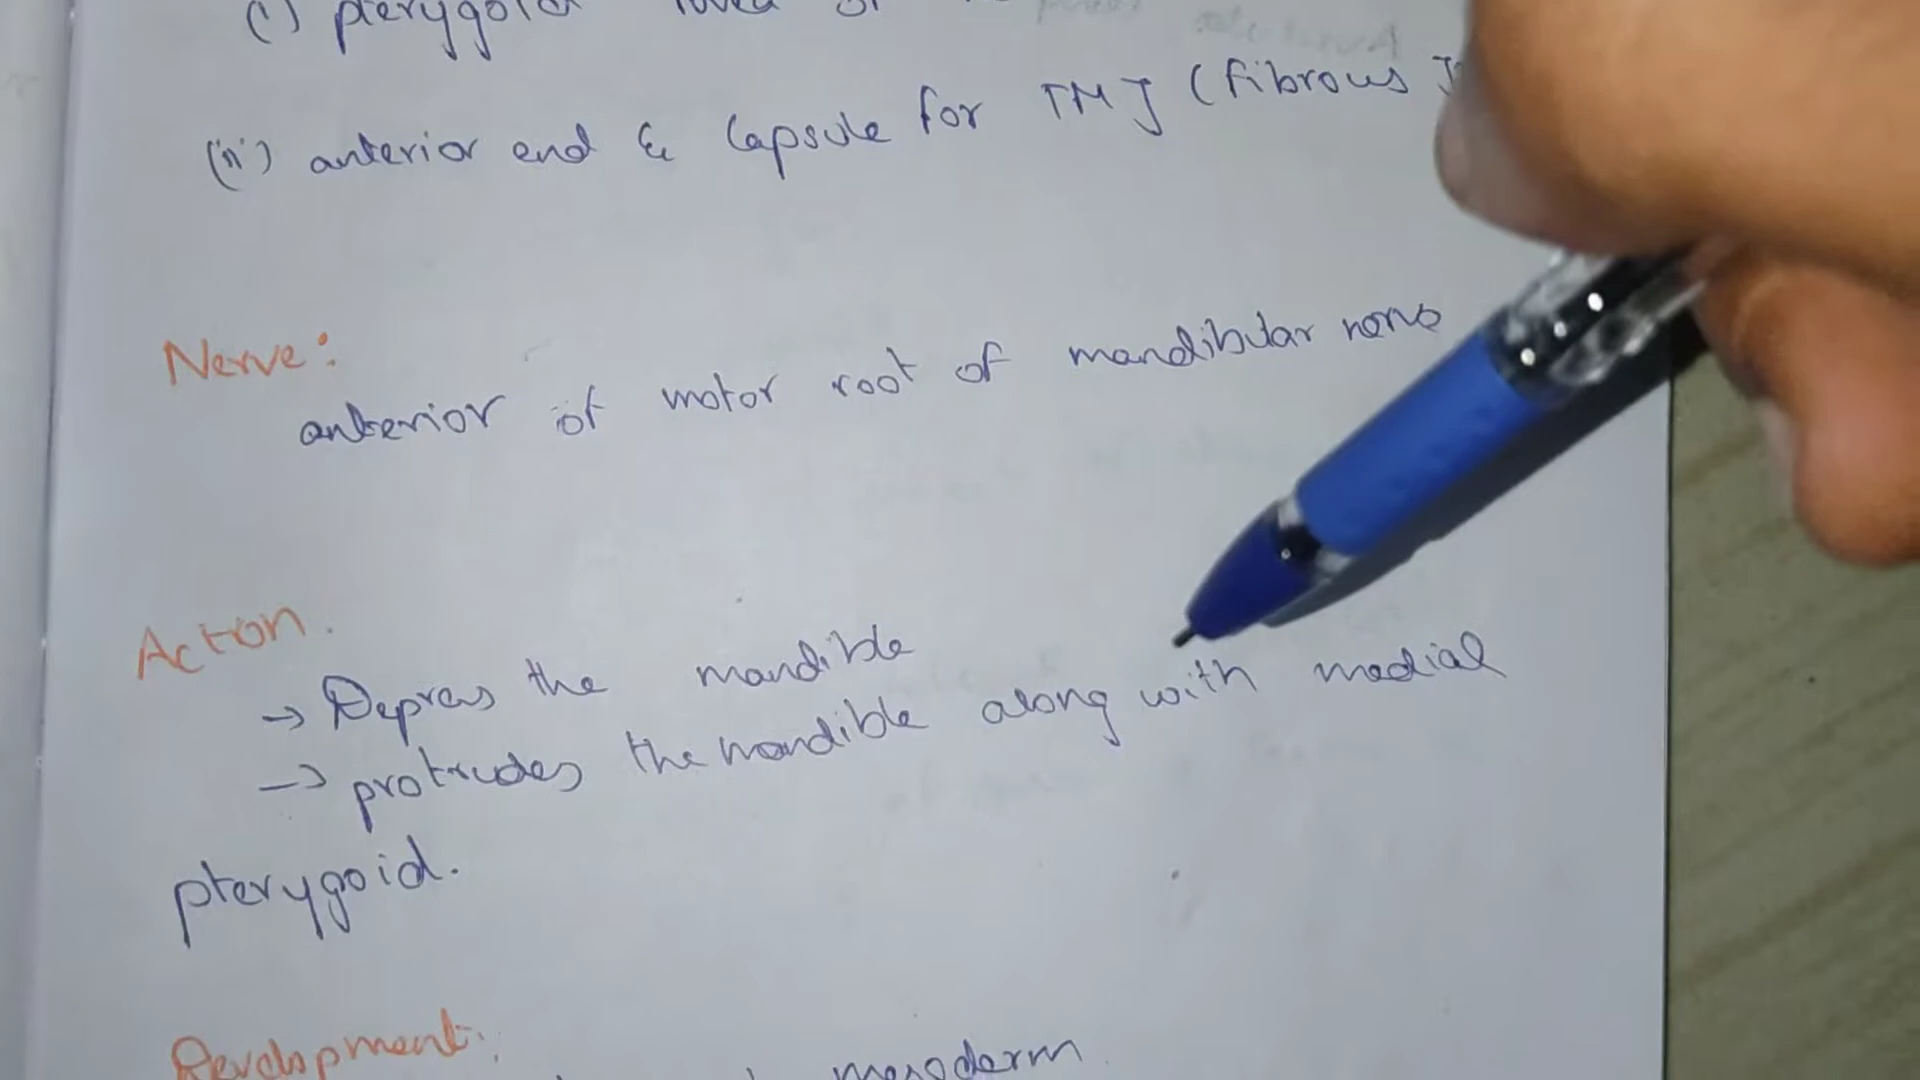 (i) pterygoid
(ii) anterior end & Capsule for TMJ (fibrous
Nerve:
anterior of motor root of mandibular nerve
Action.
→ Depress the mandible
→ protrudes the mandible along with medial
pterygoid.
Development:
mesoderm